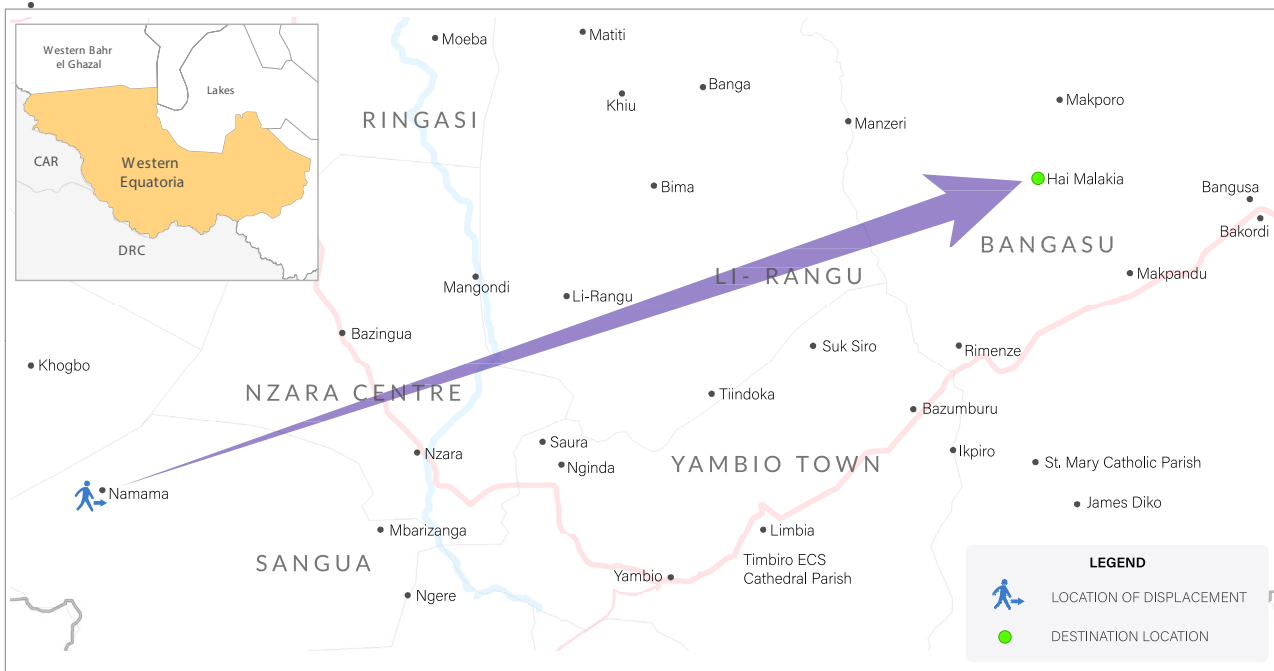 Western Bahr
el Ghazal
Lakes
CAR
Western
Equatoria
DRC
Moeba
Matiti
Khiu
Banga
RINGASI
Manzeri
Makporo
Bima
Hai Malakia
Bangusa
Bakordi
BANGASU
Mangondi
Li-Rangu
LI- RANGU
Makpandu
Bazingua
Suk Siro
Rimenze
Khogbo
NZARA CENTRE
Tiindoka
Bazumburu
Nzara
Saura
Nginda
YAMBIO TOWN
Ikpiro
St. Mary Catholic Parish
Namama
James Diko
Mbarizanga
Limbia
SANGUA
Timbiro ECS
Cathedral Parish
Yambio
Ngere
LEGEND
LOCATION OF DISPLACEMENT
DESTINATION LOCATION